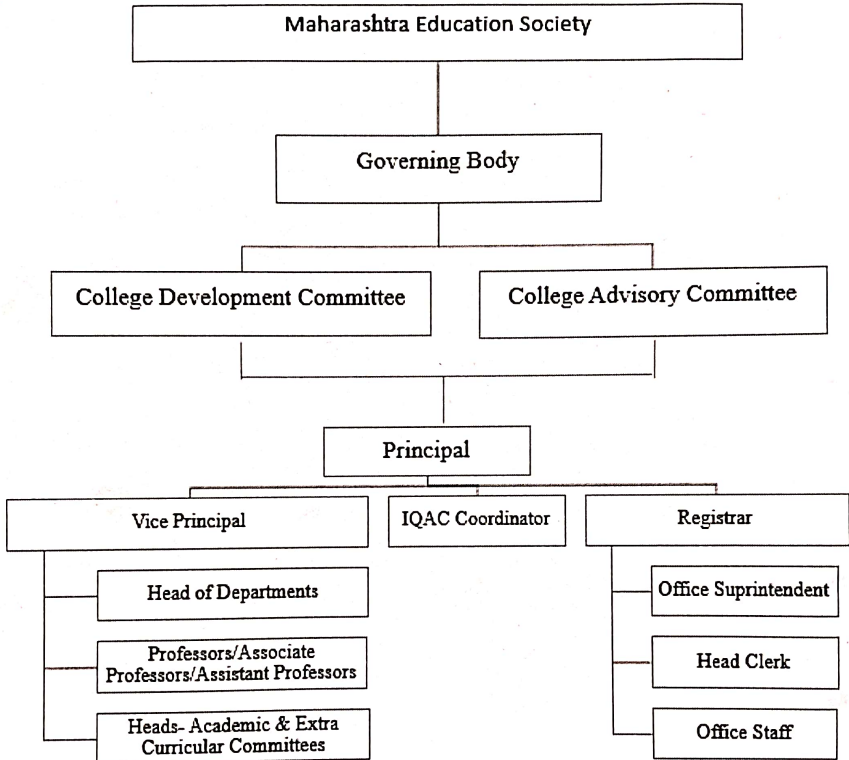 Maharashtra Education Society
Governing Body
College Development Committee
College Advisory Committee
Principal
Vice Principal
IQAC Coordinator
Registrar
Head of Departments
Office Suprintendent
Professors/Associate
Professors/Assistant Professors
Head Clerk
Heads- Academic & Extra
Curricular Committees
Office Staff